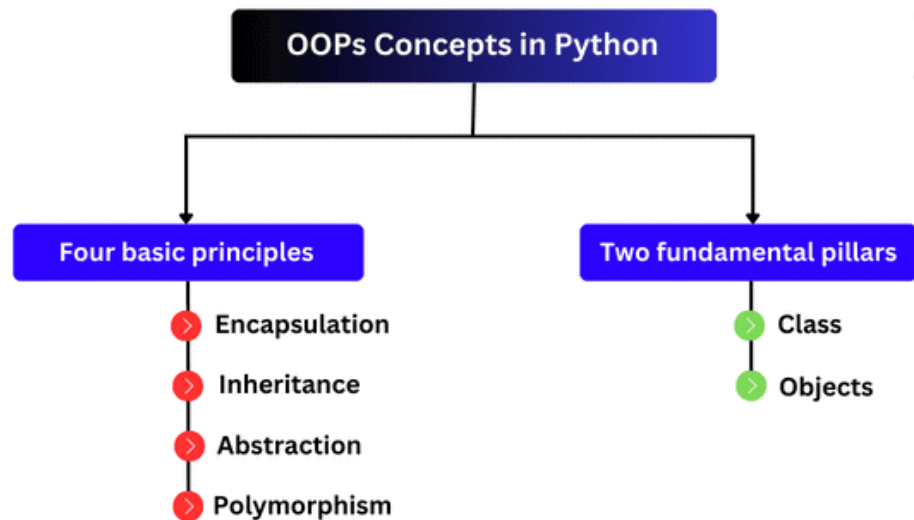 OOPs Concepts in Python
Four basic principles
Encapsulation
Inheritance
Abstraction
Polymorphism
Two fundamental pillars
Class
Objects